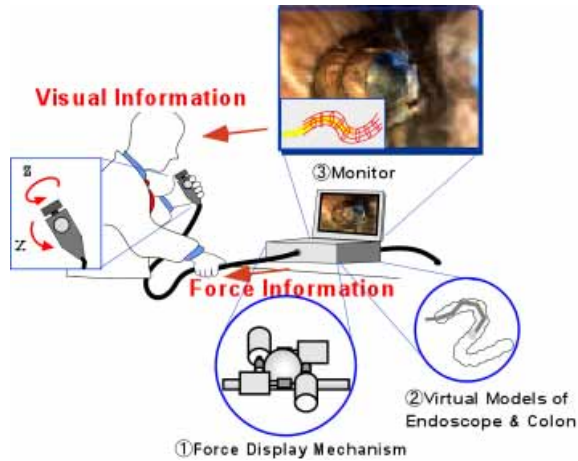 Visual Information
③Monitor
z
x
Force Information
②Virtual Models of
Endoscope & Colon
①Force Display Mechanism